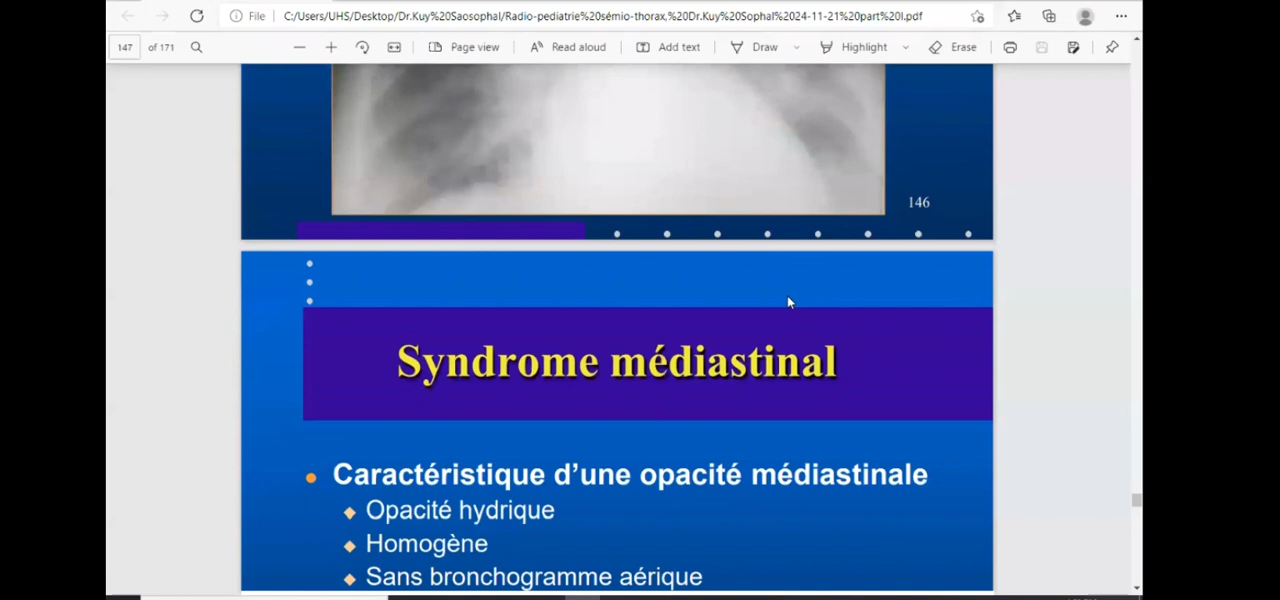 File
C:/Users/UHS/Desktop/Dr.Kuy%20Saosophal/Radio-pediatrie%20sémio-thorax,%20Dr.Kuy%20Sophal%2024-11-21%20part%20I.pdf
147 of 171
Page view
Read aloud
Add text
Draw
Highlight
Erase
146
Syndrome médiastinal
Caractéristique d’une opacité médiastinale
Opacité hydrique
Homogène
Sans bronchogramme aérique